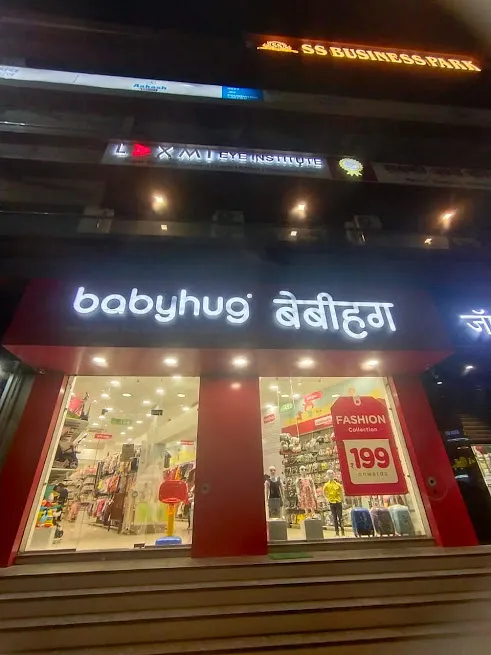 SS BUSINESS PARK
Aakash
LAXMI EYE INSTITUTE
babyhug बेबीहग
जॉ
FASHION
Collection
₹199
onwards